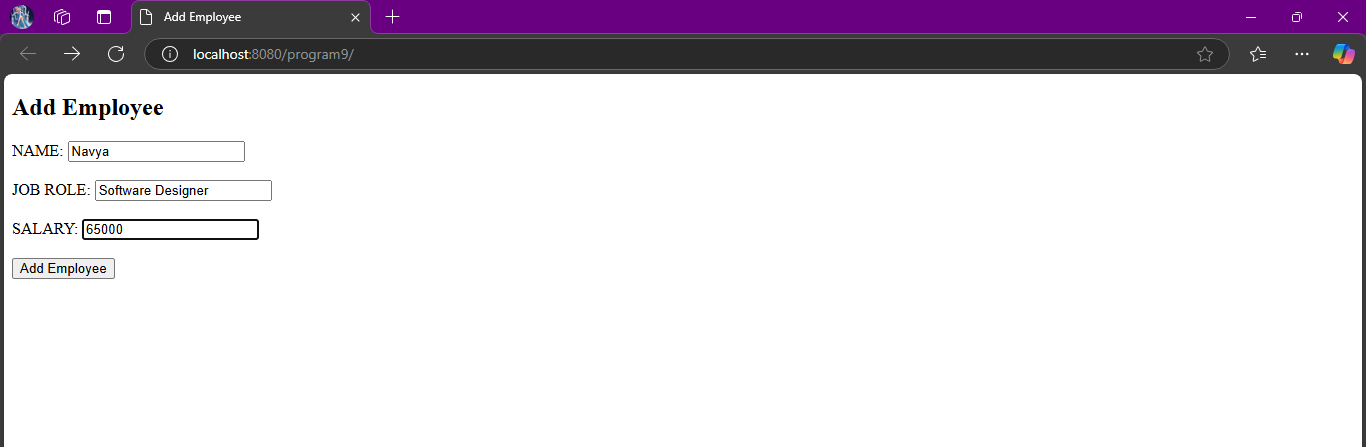 Add Employee
localhost:8080/program9/
Add Employee
NAME: Navya
JOB ROLE: Software Designer
SALARY: 65000
Add Employee